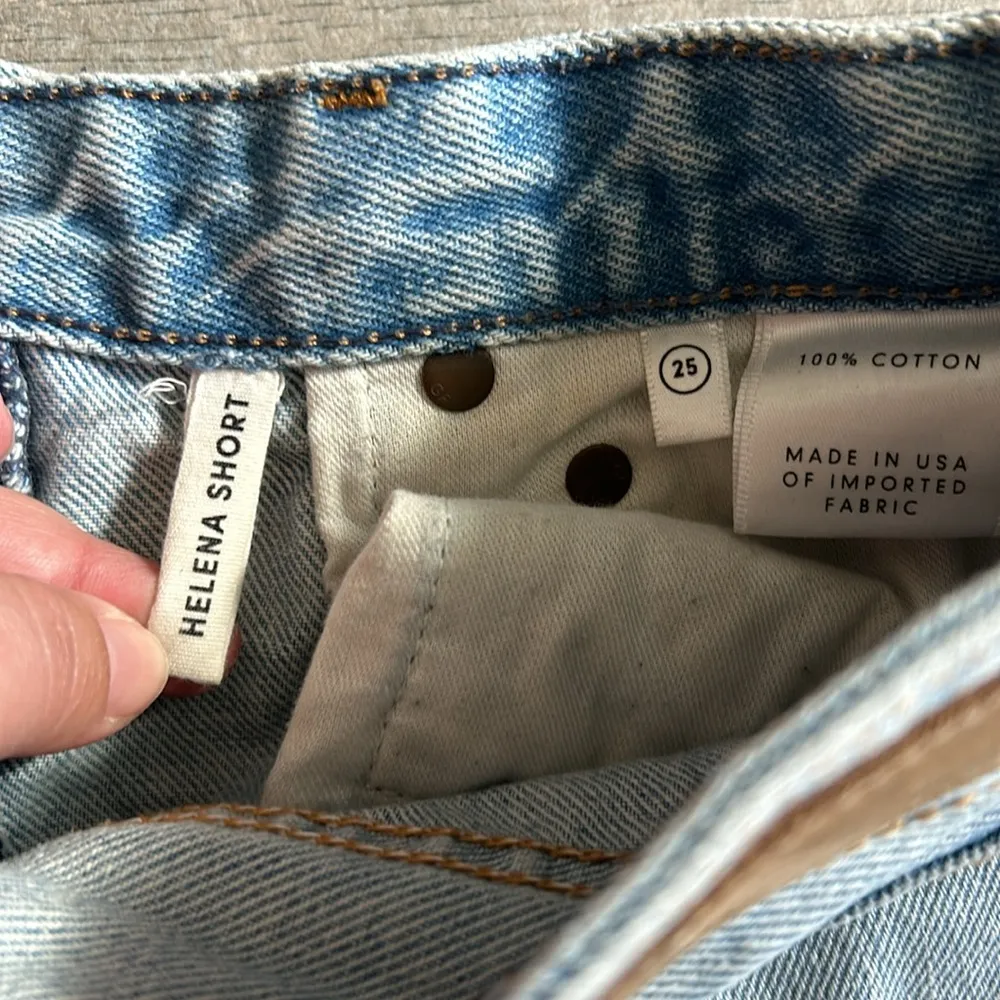 HELENA SHORT
25
100% COTTON
MADE IN USA
OF IMPORTED
FABRIC